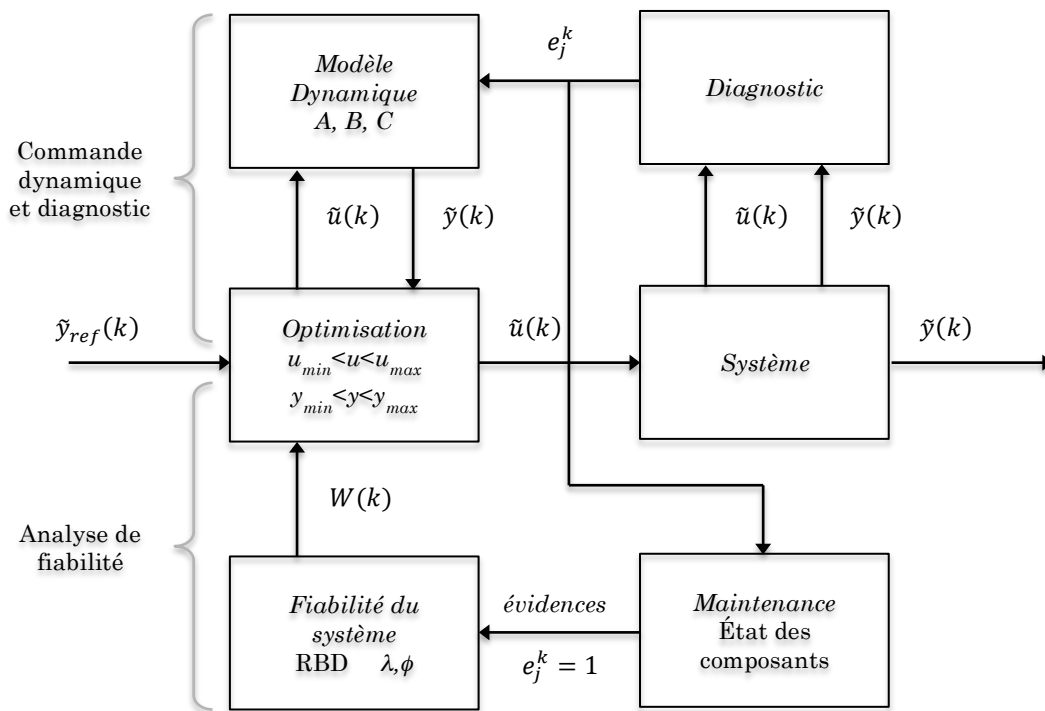 Modèle
Dynamique
A, B, C
e_j^k
Diagnostic
Commande
dynamique
et diagnostic
ũ(k)
ỹ(k)
ũ(k)
ỹ(k)
ỹ_ref(k)
Optimisation
u_min<u<u_max
y_min<y<y_max
ũ(k)
Système
ỹ(k)
W(k)
Analyse de
fiabilité
Fiabilité du
système
RBD λ,ϕ
évidences
e_j^k = 1
Maintenance
État des
composants